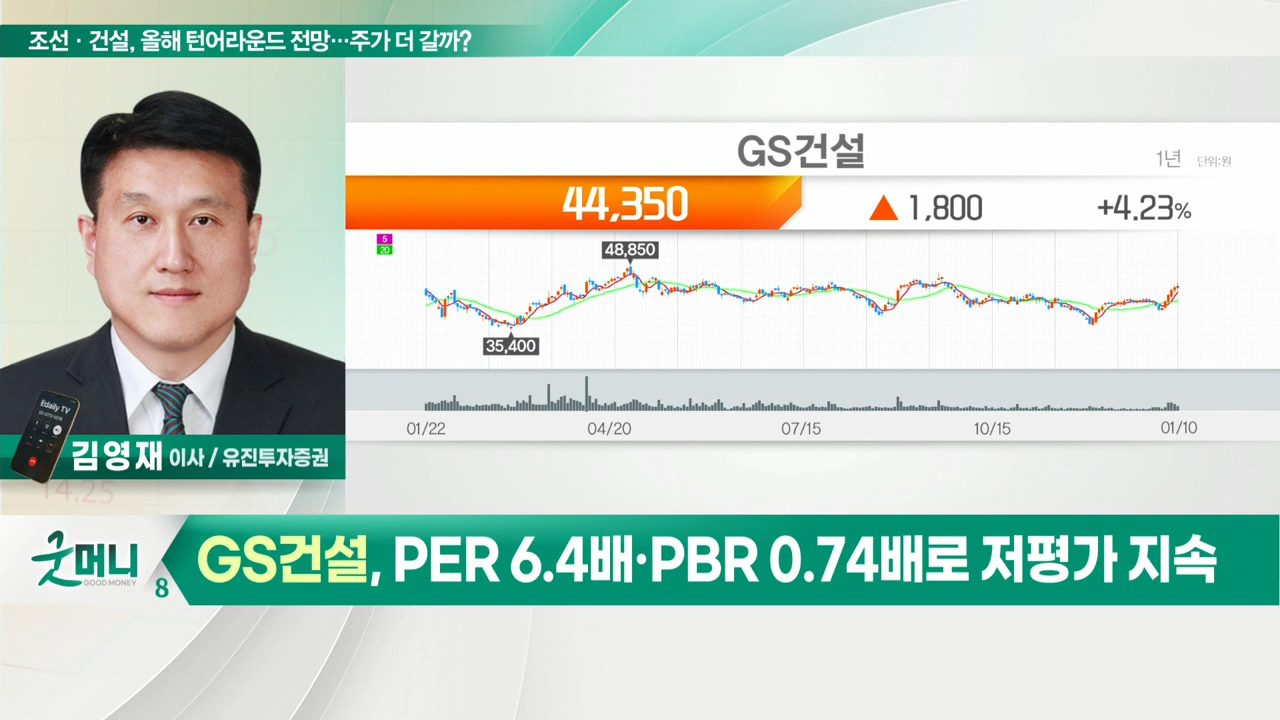 조선·건설, 올해 턴어라운드 전망…주가 더 갈까?
GS건설
1년 단위:원
44,350 ▲ 1,800 +4.23%
5
20
48,850
35,400
01/22 04/20 07/15 10/15 01/10
Edaily TV
김영재 이사 / 유진투자증권
14.25
굿머니
GOOD MONEY
8
GS건설, PER 6.4배·PBR 0.74배로 저평가 지속